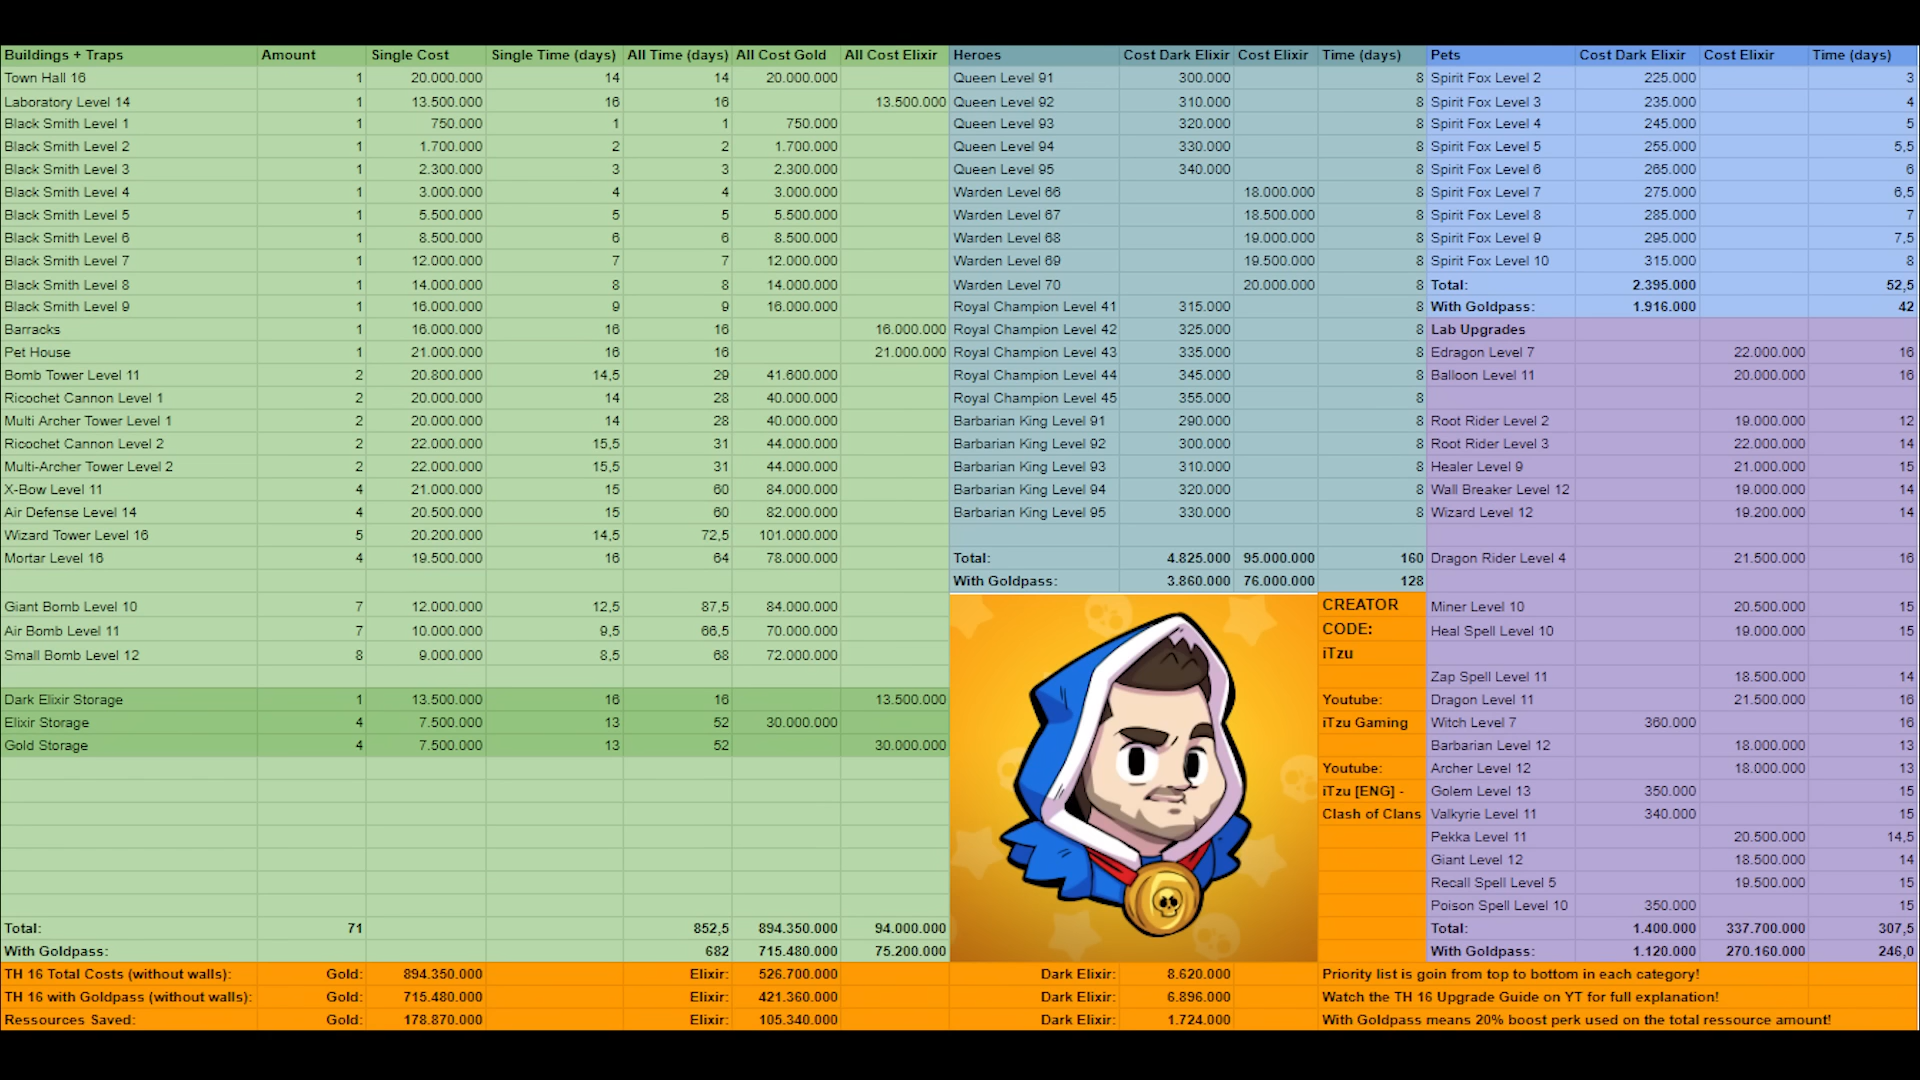 Buildings + Traps Amount Single Cost Single Time (days) All Time (days) All Cost Gold All Cost Elixir Heroes Cost Dark Elixir Cost Elixir Time (days) Pets Cost Dark Elixir Cost Elixir Time (days)
Town Hall 16 1 20.000.000 14 14 20.000.000 Queen Level 91 300.000 8 Spirit Fox Level 2 225.000 3
Laboratory Level 14 1 13.500.000 16 16 13.500.000 Queen Level 92 310.000 8 Spirit Fox Level 3 235.000 4
Black Smith Level 1 1 750.000 1 1 750.000 Queen Level 93 320.000 8 Spirit Fox Level 4 245.000 5
Black Smith Level 2 1 1.700.000 2 2 1.700.000 Queen Level 94 330.000 8 Spirit Fox Level 5 255.000 5,5
Black Smith Level 3 1 2.300.000 3 3 2.300.000 Queen Level 95 340.000 8 Spirit Fox Level 6 265.000 6
Black Smith Level 4 1 3.000.000 4 4 3.000.000 Warden Level 66 18.000.000 8 Spirit Fox Level 7 275.000 6,5
Black Smith Level 5 1 5.500.000 5 5 5.500.000 Warden Level 67 18.500.000 8 Spirit Fox Level 8 285.000 7
Black Smith Level 6 1 8.500.000 6 6 8.500.000 Warden Level 68 19.000.000 8 Spirit Fox Level 9 295.000 7,5
Black Smith Level 7 1 12.000.000 7 7 12.000.000 Warden Level 69 19.500.000 8 Spirit Fox Level 10 315.000 8
Black Smith Level 8 1 14.000.000 8 8 14.000.000 Warden Level 70 20.000.000 8 Total: 2.395.000 52,5
Black Smith Level 9 1 16.000.000 9 9 16.000.000 Royal Champion Level 41 315.000 8 With Goldpass: 1.916.000 42
Barracks 1 16.000.000 16 16 16.000.000 Royal Champion Level 42 325.000 8 Lab Upgrades
Pet House 1 21.000.000 16 16 21.000.000 Royal Champion Level 43 335.000 8 Edragon Level 7 22.000.000 16
Bomb Tower Level 11 2 20.800.000 14,5 29 41.600.000 Royal Champion Level 44 345.000 8 Balloon Level 11 20.000.000 16
Ricochet Cannon Level 1 2 20.000.000 14 28 40.000.000 Royal Champion Level 45 355.000 8
Multi Archer Tower Level 1 2 20.000.000 14 28 40.000.000 Barbarian King Level 91 290.000 8 Root Rider Level 2 19.000.000 12
Ricochet Cannon Level 2 2 22.000.000 15,5 31 44.000.000 Barbarian King Level 92 300.000 8 Root Rider Level 3 22.000.000 14
Multi-Archer Tower Level 2 2 22.000.000 15,5 31 44.000.000 Barbarian King Level 93 310.000 8 Healer Level 9 21.000.000 15
X-Bow Level 11 4 21.000.000 15 60 84.000.000 Barbarian King Level 94 320.000 8 Wall Breaker Level 12 19.000.000 14
Air Defense Level 14 4 20.500.000 15 60 82.000.000 Barbarian King Level 95 330.000 8 Wizard Level 12 19.200.000 14
Wizard Tower Level 16 5 20.200.000 14,5 72,5 101.000.000
Mortar Level 16 4 19.500.000 16 64 78.000.000 Total: 4.825.000 95.000.000 160 Dragon Rider Level 4 21.500.000 16
With Goldpass: 3.860.000 76.000.000 128
Giant Bomb Level 10 7 12.000.000 12,5 87,5 84.000.000 CREATOR Miner Level 10 20.500.000 15
Air Bomb Level 11 7 10.000.000 9,5 66,5 70.000.000 CODE: Heal Spell Level 10 19.000.000 15
Small Bomb Level 12 8 9.000.000 8,5 68 72.000.000 iTzu
Zap Spell Level 11 18.500.000 14
Dark Elixir Storage 1 13.500.000 16 16 13.500.000 Youtube: Dragon Level 11 21.500.000 16
Elixir Storage 4 7.500.000 13 52 30.000.000 iTzu Gaming Witch Level 7 360.000 16
Gold Storage 4 7.500.000 13 52 30.000.000 Barbarian Level 12 18.000.000 13
Youtube: Archer Level 12 18.000.000 13
iTzu [ENG] - Golem Level 13 350.000 15
Clash of Clans Valkyrie Level 11 340.000 15
Pekka Level 11 20.500.000 14,5
Giant Level 12 18.500.000 14
Recall Spell Level 5 19.500.000 15
Poison Spell Level 10 350.000 15
Total: 71 852,5 894.350.000 94.000.000 Total: 1.400.000 337.700.000 307,5
With Goldpass: 682 715.480.000 75.200.000 With Goldpass: 1.120.000 270.160.000 246,0
TH 16 Total Costs (without walls): Gold: 894.350.000 Elixir: 526.700.000 Dark Elixir: 8.620.000 Priority list is goin from top to bottom in each category!
TH 16 with Goldpass (without walls): Gold: 715.480.000 Elixir: 421.360.000 Dark Elixir: 6.896.000 Watch the TH 16 Upgrade Guide on YT for full explanation!
Ressources Saved: Gold: 178.870.000 Elixir: 105.340.000 Dark Elixir: 1.724.000 With Goldpass means 20% boost perk used on the total ressource amount!